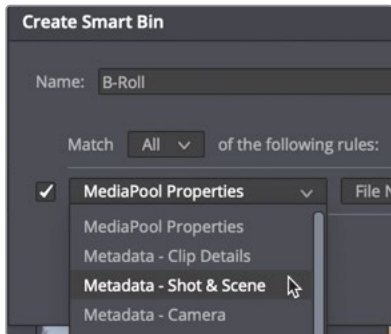 Create Smart Bin
Name: B-Roll
Match All of the following rules:
MediaPool Properties File
MediaPool Properties
Metadata - Clip Details
Metadata - Shot & Scene
Metadata - Camera